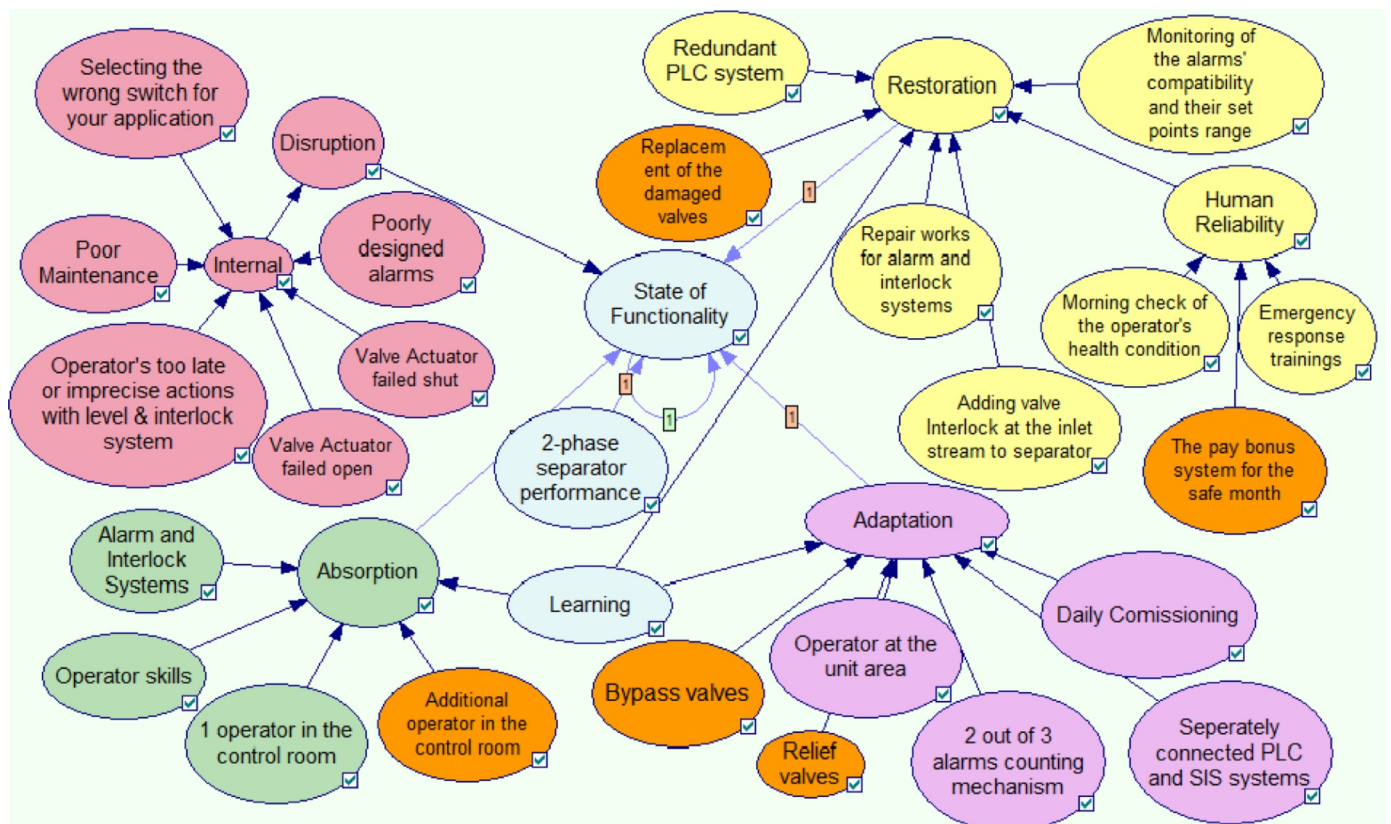 Selecting the
wrong switch for
your application
Disruption
Poor
Maintenance
Internal
Poorly
designed
alarms
Operator's too late
or imprecise actions
with level & interlock
system
Valve Actuator
failed shut
Valve Actuator
failed open
Redundant
PLC system
Restoration
Monitoring of
the alarms'
compatibility
and their set
points range
Replacem
ent of the
damaged
valves
1
Human
Reliability
Repair works
for alarm and
interlock
systems
State of
Functionality
Morning check of
the operator's
health condition
Emergency
response
trainings
1
1
1
Adding valve
Interlock at the inlet
stream to separator
The pay bonus
system for the
safe month
2-phase
separator
performance
Adaptation
Alarm and
Interlock
Systems
Absorption
Learning
Daily Comissioning
Operator skills
1 operator in the
control room
Additional
operator in the
control room
Bypass valves
Operator at the
unit area
Relief
valves
2 out of 3
alarms counting
mechanism
Seperately
connected PLC
and SIS systems